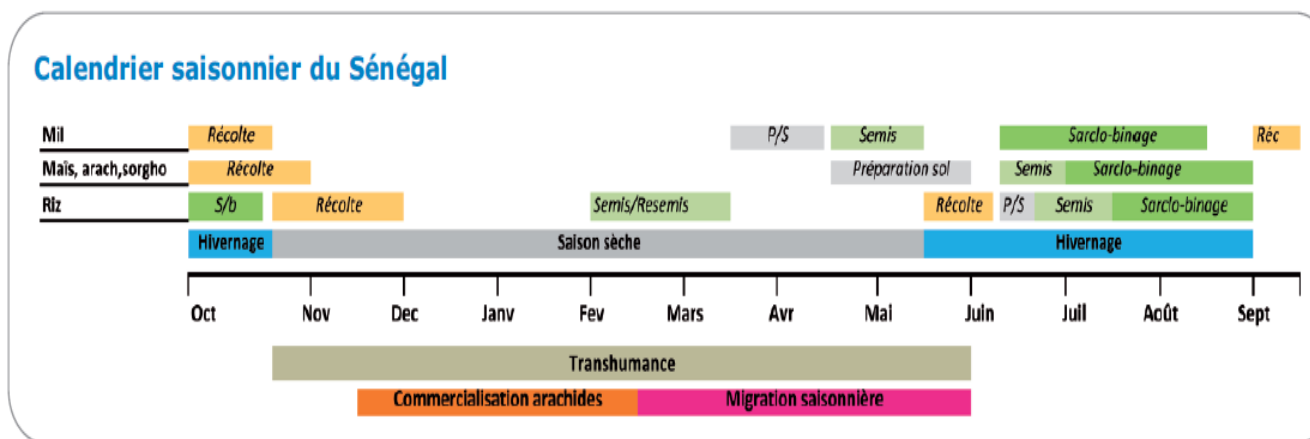 Calendrier saisonnier du Sénégal
Mil Récolte P/S Semis Sarclo-binage Réc
Maïs, arach,sorgho Récolte Préparation sol Semis Sarclo-binage
Riz S/b Récolte Semis/Resemis Récolte P/S Semis Sarclo-binage
Hivernage Saison sèche Hivernage
Oct Nov Dec Janv Fev Mars Avr Mai Juin Juil Août Sept
Transhumance
Commercialisation arachides Migration saisonnière